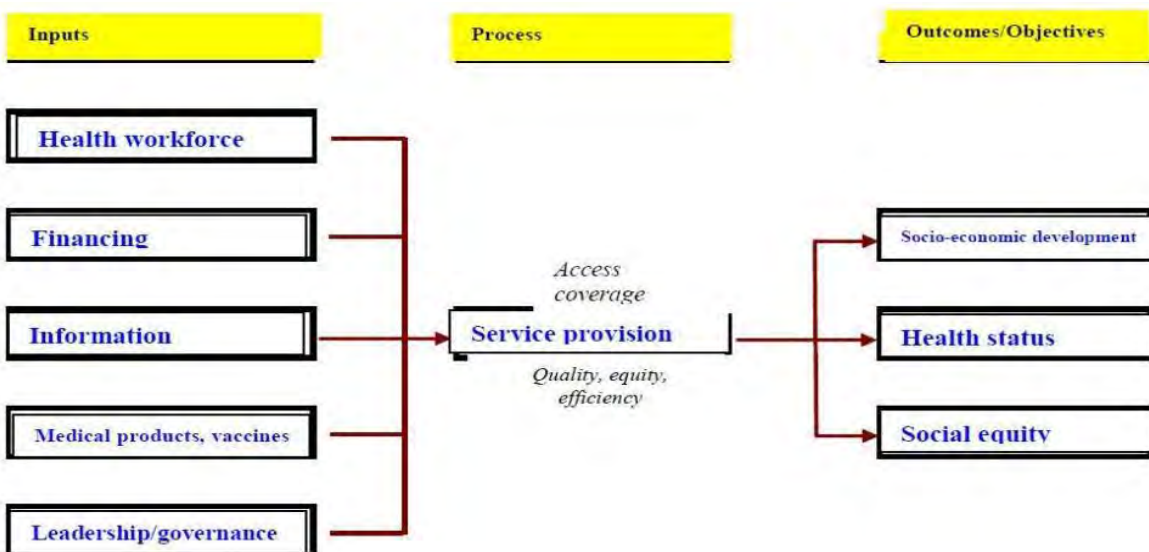 Inputs
Process
Outcomes/Objectives
Health workforce
Financing
Information
Medical products, vaccines
Leadership/governance
Access
coverage
Service provision
Quality, equity,
efficiency
Socio-economic development
Health status
Social equity